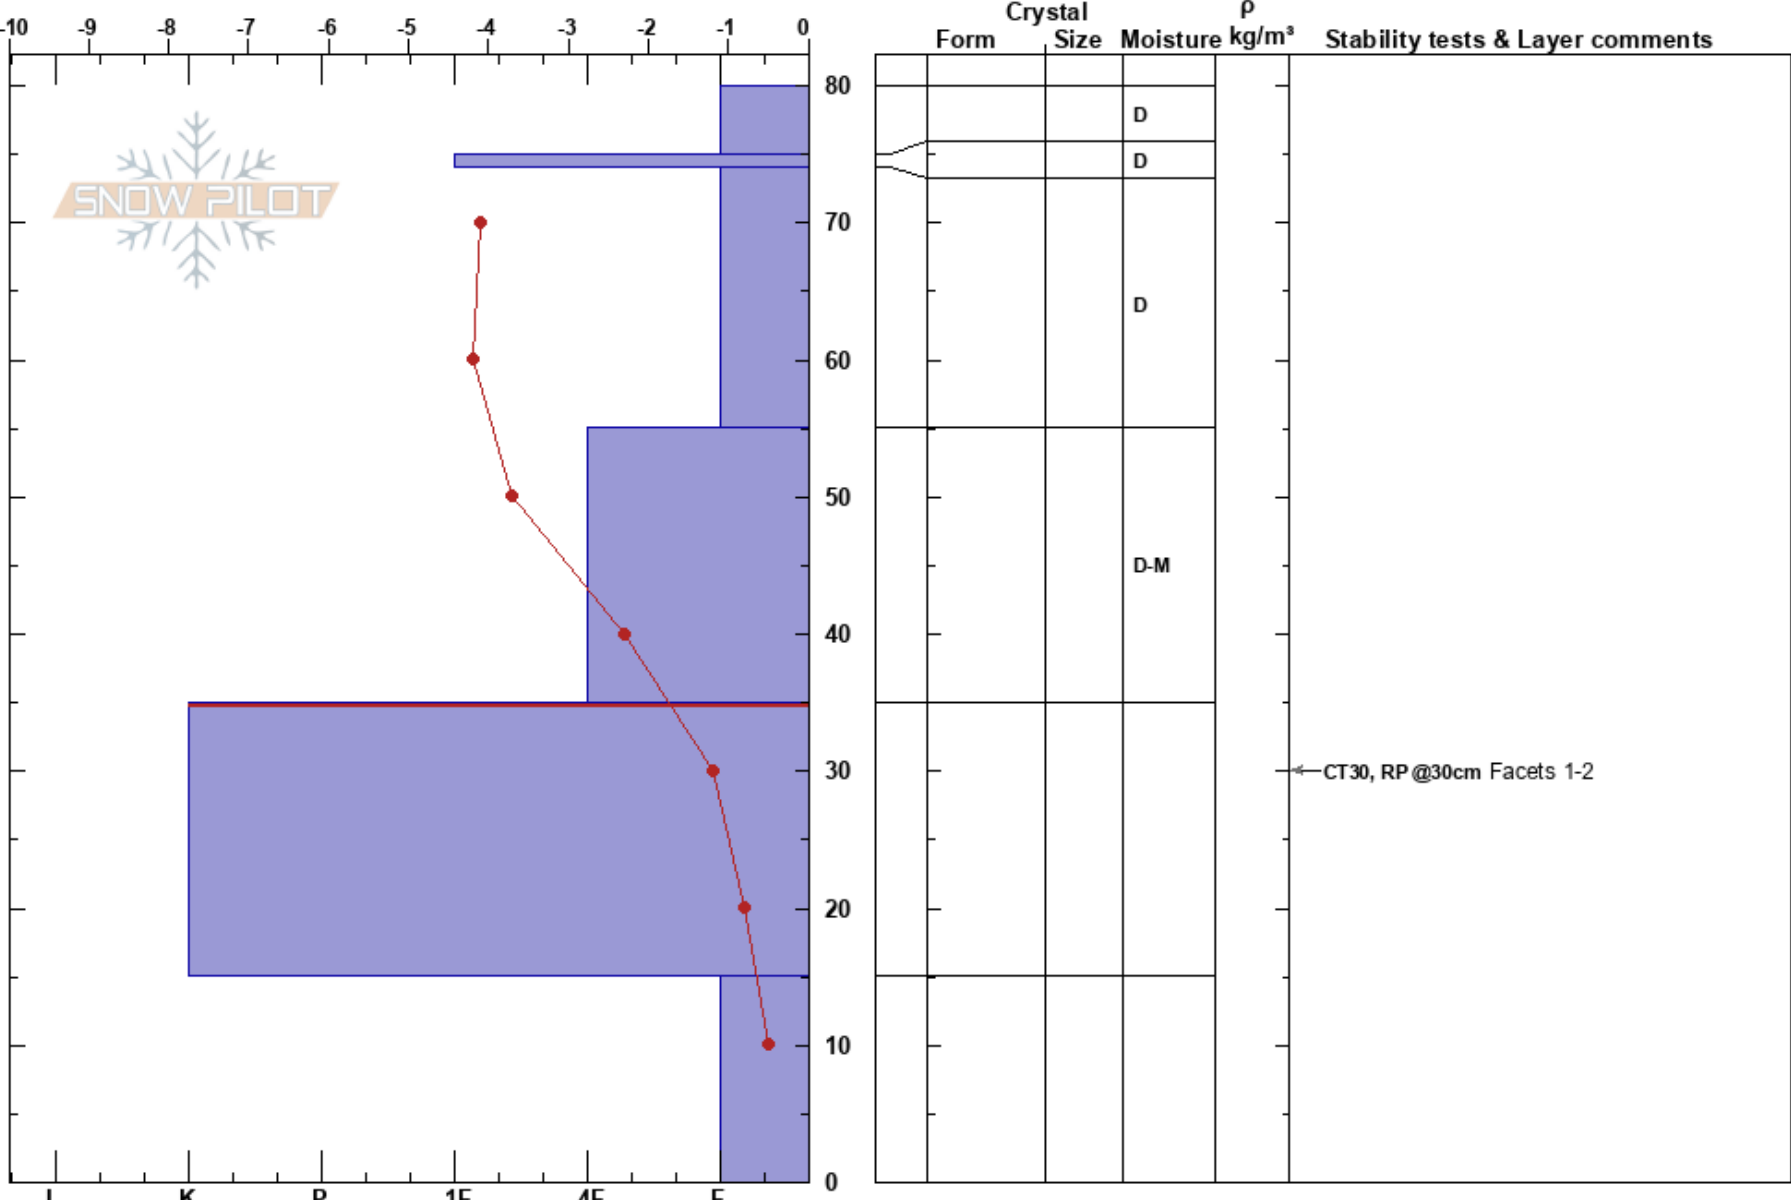 Crystal ρ
-10 -9 -8 -7 -6 -5 -4 -3 -2 -1 0 Form Size Moisture kg/m³ Stability tests & Layer comments
80
D
D
SNOW PILOT
70
D
60
50
D-M
40
30 CT30, RP @30cm Facets 1-2
20
10
0
I K P 1F 4F F